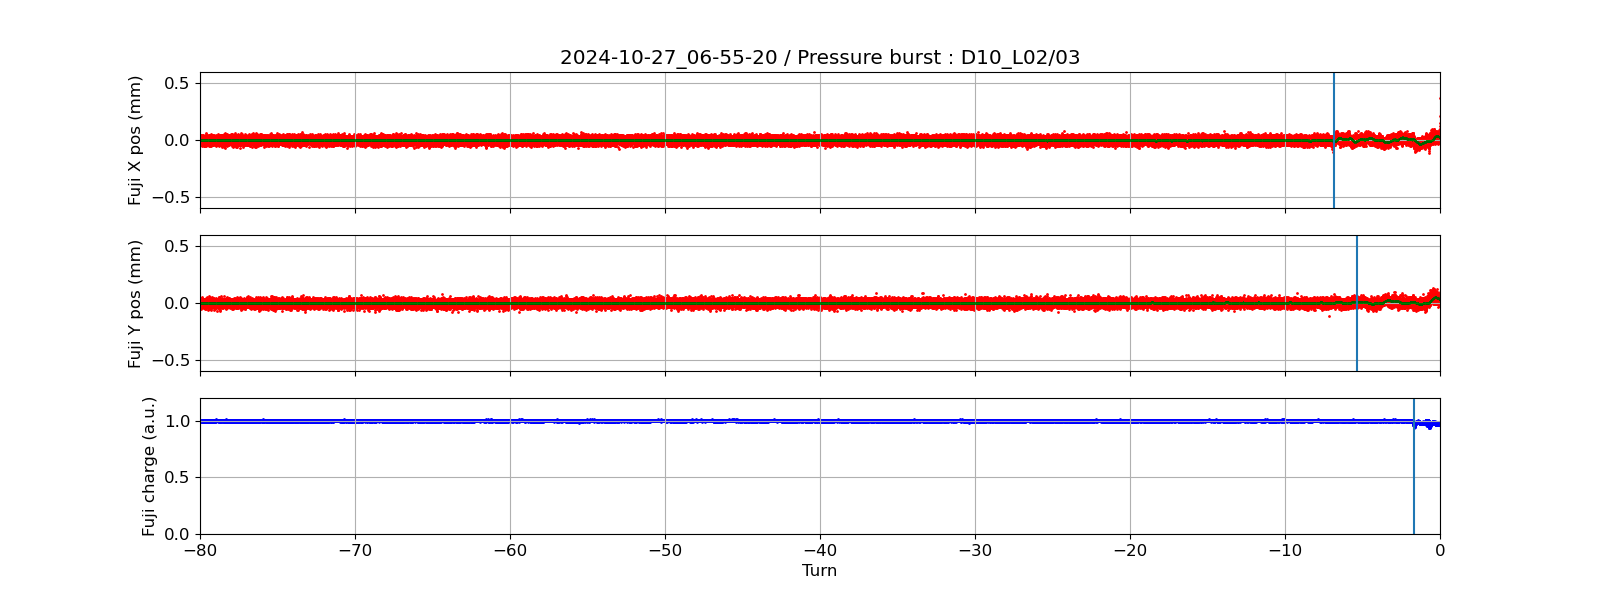 2024-10-27_06-55-20 / Pressure burst : D10_L02/03
Fuji X pos (mm)
0.5
0.0
−0.5
Fuji Y pos (mm)
0.5
0.0
−0.5
Fuji charge (a.u.)
1.0
0.5
0.0
−80 −70 −60 −50 −40 −30 −20 −10 0
Turn